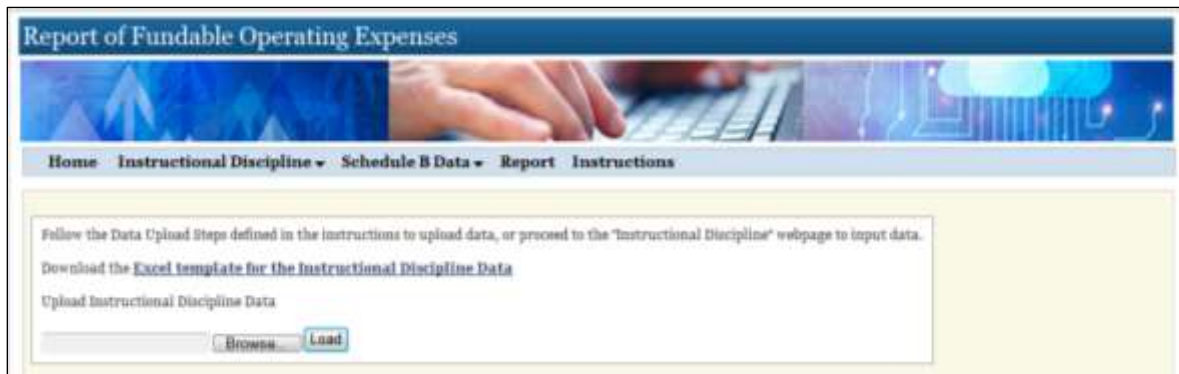 Report of Fundable Operating Expenses
Home Instructional Discipline Schedule B Data Report Instructions
Follow the Data Upload Steps defined in the instructions to upload data, or proceed to the "Instructional Discipline" webpage to input data.
Download the Excel template for the Instructional Discipline Data
Upload Instructional Discipline Data
Browse... Load